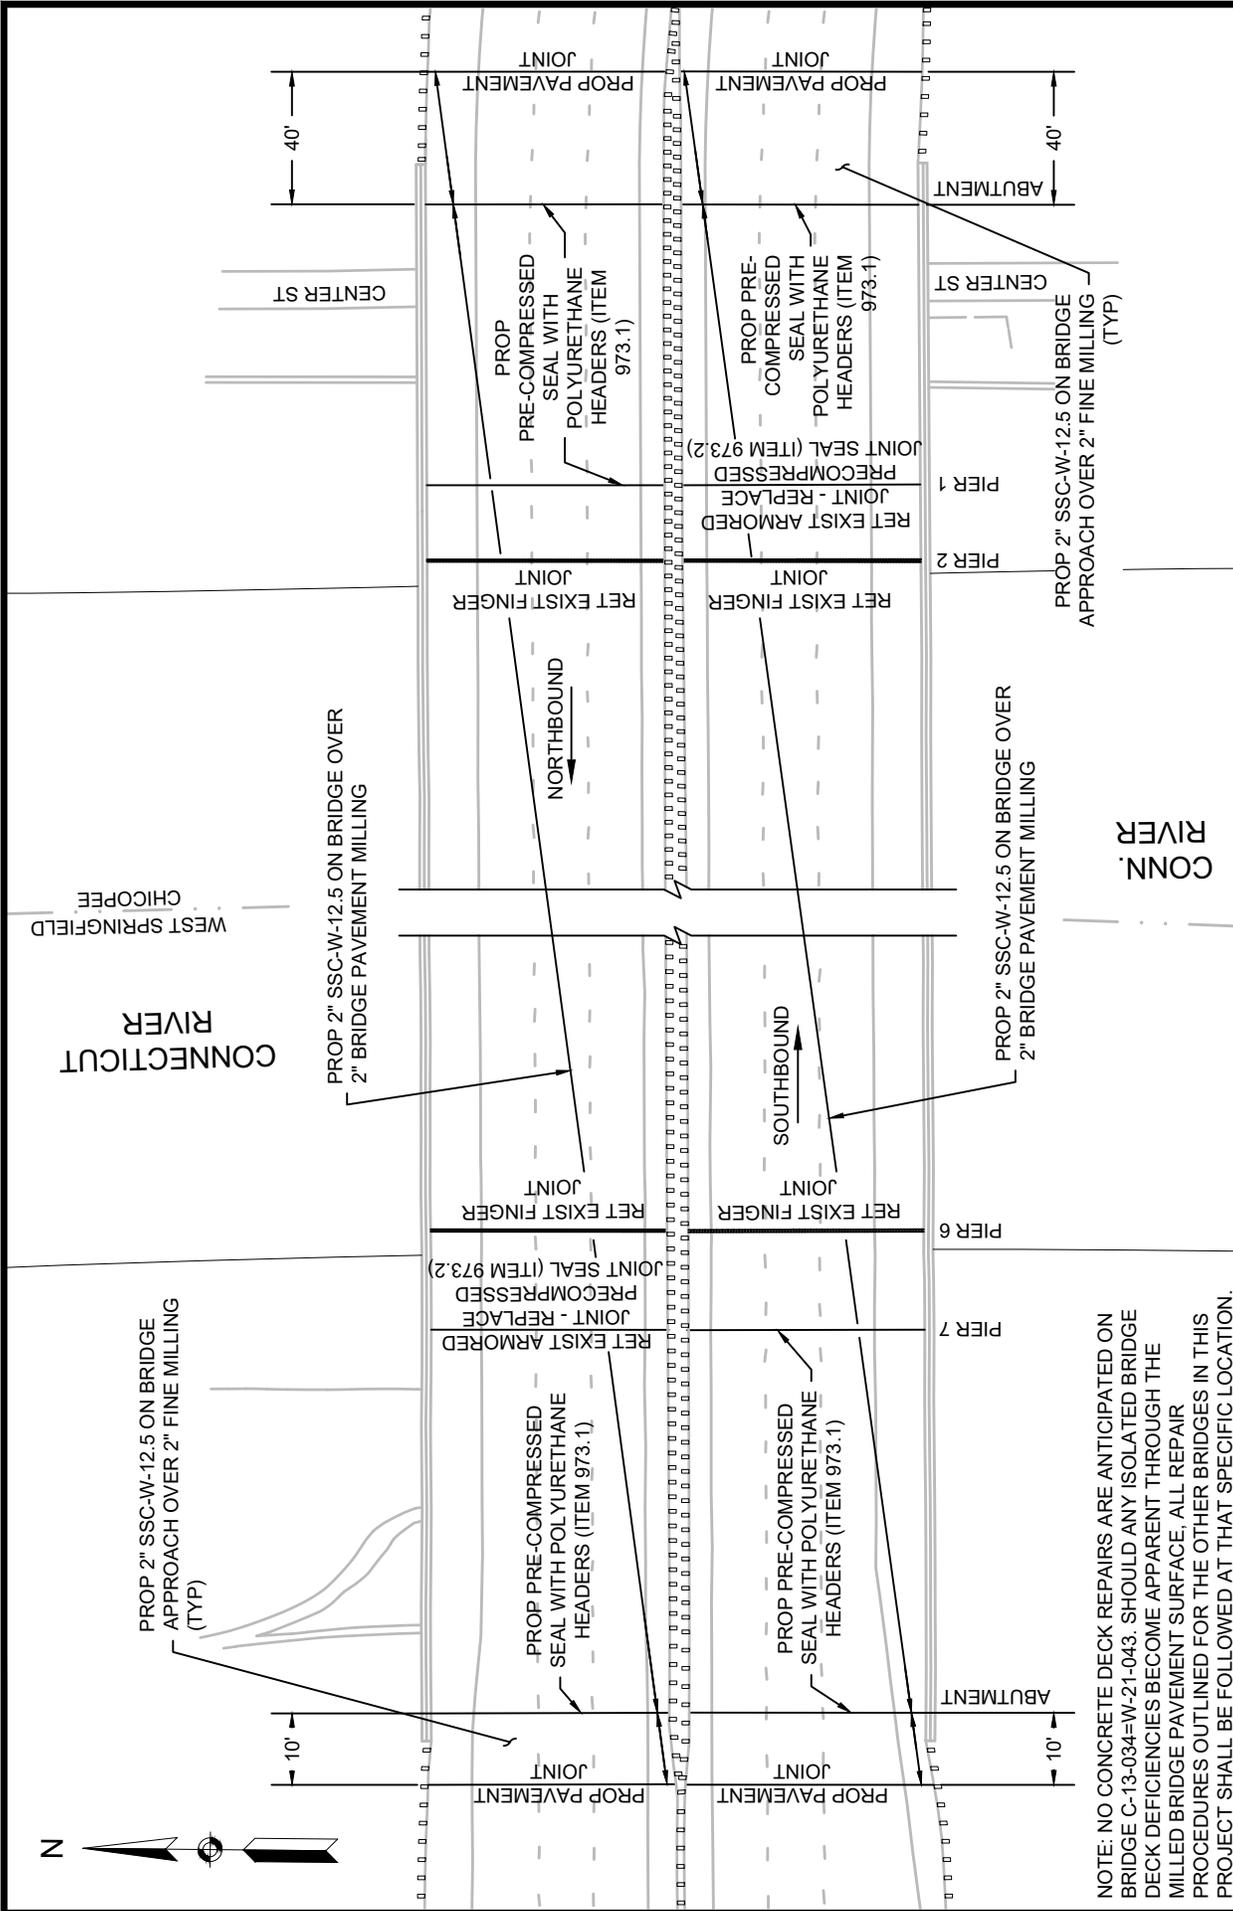 N
PROP 2" SSC-W-12.5 ON BRIDGE
APPROACH OVER 2" FINE MILLING
(TYP)
CONNECTICUT
RIVER
WEST SPRINGFIELD
CHICOPEE
PROP 2" SSC-W-12.5 ON BRIDGE OVER
2" BRIDGE PAVEMENT MILLING
10'
40'
CENTER ST
PROP PAVEMENT
JOINT
PROP PRE-COMPRESSED
SEAL WITH POLYURETHANE
HEADERS (ITEM 973.1)
RET EXIST ARMORED
JOINT - REPLACE
PRECOMPRESSED
JOINT SEAL (ITEM 973.2)
RET EXIST FINGER
JOINT
NORTHBOUND
RET EXIST FINGER
JOINT
PROP
PRE-COMPRESSED
SEAL WITH
POLYURETHANE
HEADERS (ITEM
973.1)
PROP PAVEMENT
JOINT
PROP PAVEMENT
JOINT
PROP PRE-COMPRESSED
SEAL WITH POLYURETHANE
HEADERS (ITEM 973.1)
RET EXIST FINGER
JOINT
SOUTHBOUND
RET EXIST FINGER
JOINT
RET EXIST ARMORED
JOINT - REPLACE
PRECOMPRESSED
JOINT SEAL (ITEM 973.2)
PROP PRE-
COMPRESSED
SEAL WITH
POLYURETHANE
HEADERS (ITEM
973.1)
PROP PAVEMENT
JOINT
ABUTMENT
PIER 7
PIER 6
PIER 2
PIER 1
CENTER ST
ABUTMENT
10'
40'
PROP 2" SSC-W-12.5 ON BRIDGE OVER
2" BRIDGE PAVEMENT MILLING
PROP 2" SSC-W-12.5 ON BRIDGE
APPROACH OVER 2" FINE MILLING
(TYP)
CONN.
RIVER
NOTE: NO CONCRETE DECK REPAIRS ARE ANTICIPATED ON
BRIDGE C-13-034=W-21-043. SHOULD ANY ISOLATED BRIDGE
DECK DEFICIENCIES BECOME APPARENT THROUGH THE
MILLED BRIDGE PAVEMENT SURFACE, ALL REPAIR
PROCEDURES OUTLINED FOR THE OTHER BRIDGES IN THIS
PROJECT SHALL BE FOLLOWED AT THAT SPECIFIC LOCATION.